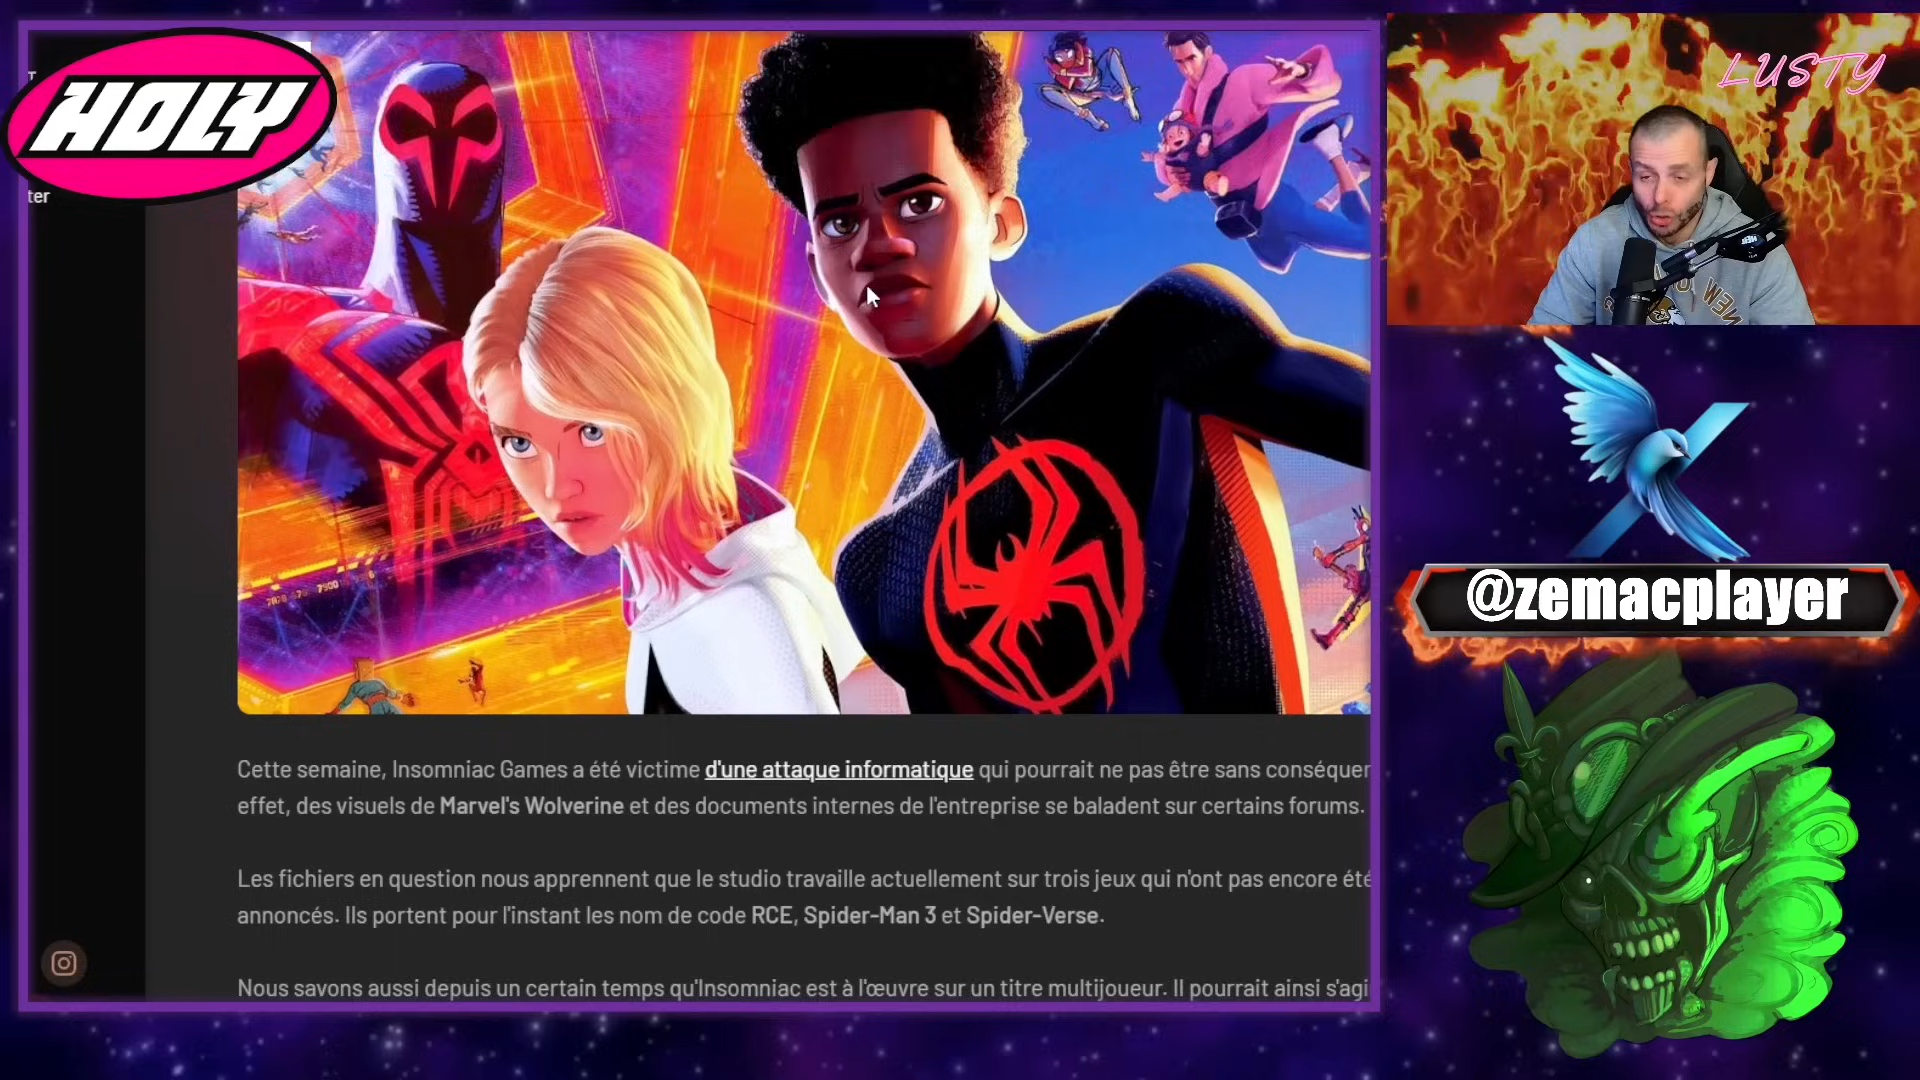 HOLY
ter
LUSTY
NEW O
@zemacplayer
Cette semaine, Insomniac Games a été victime d'une attaque informatique qui pourrait ne pas être sans conséquen
effet, des visuels de Marvel's Wolverine et des documents internes de l'entreprise se baladent sur certains forums.
Les fichiers en question nous apprennent que le studio travaille actuellement sur trois jeux qui n'ont pas encore été
annoncés. Ils portent pour l'instant les nom de code RCE, Spider-Man 3 et Spider-Verse.
Nous savons aussi depuis un certain temps qu'Insomniac est à l'œuvre sur un titre multijoueur. Il pourrait ainsi s'agi